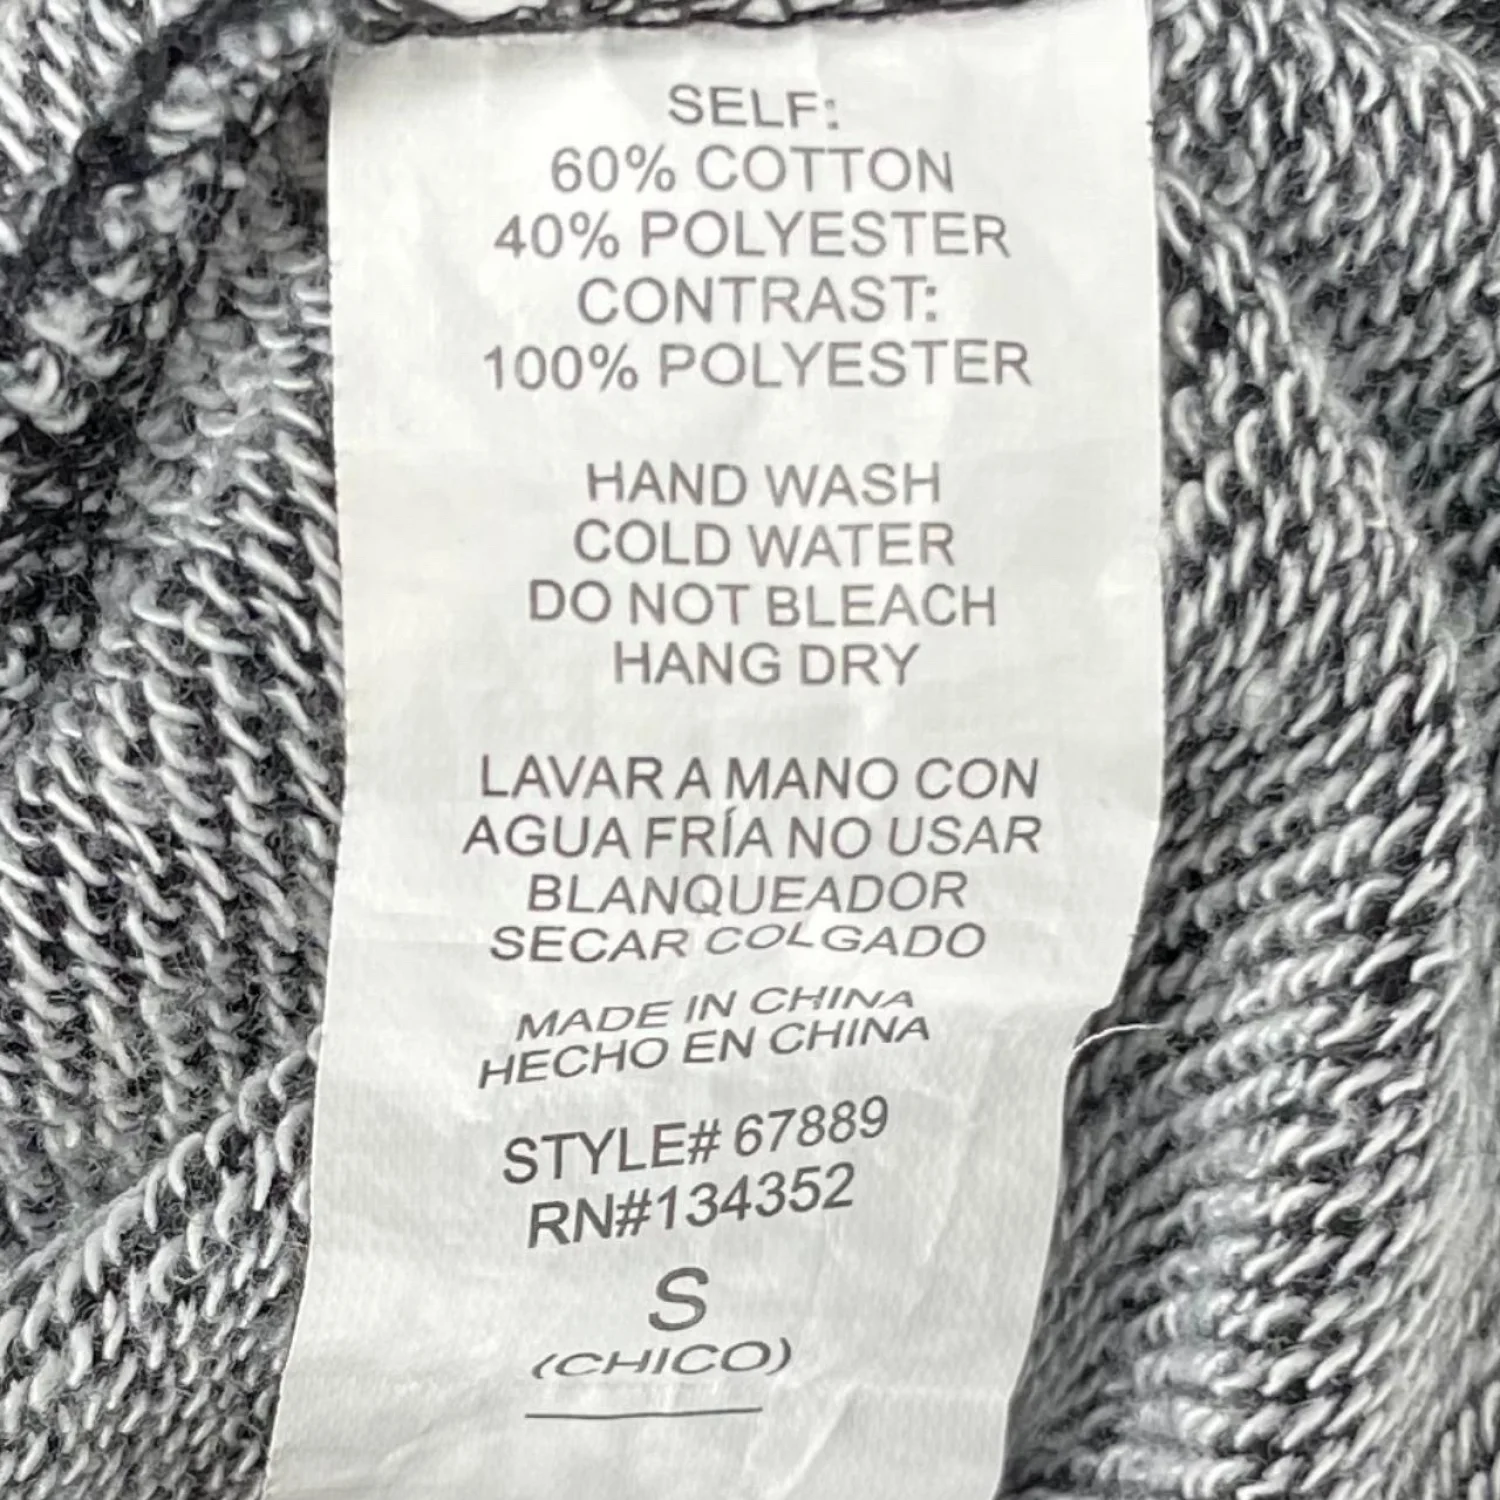 SELF:
60% COTTON
40% POLYESTER
CONTRAST:
100% POLYESTER
HAND WASH
COLD WATER
DO NOT BLEACH
HANG DRY
LAVAR A MANO CON
AGUA FRÍA NO USAR
BLANQUEADOR
SECAR COLGADO
MADE IN CHINA
HECHO EN CHINA
STYLE# 67889
RN#134352
S
(CHICO)